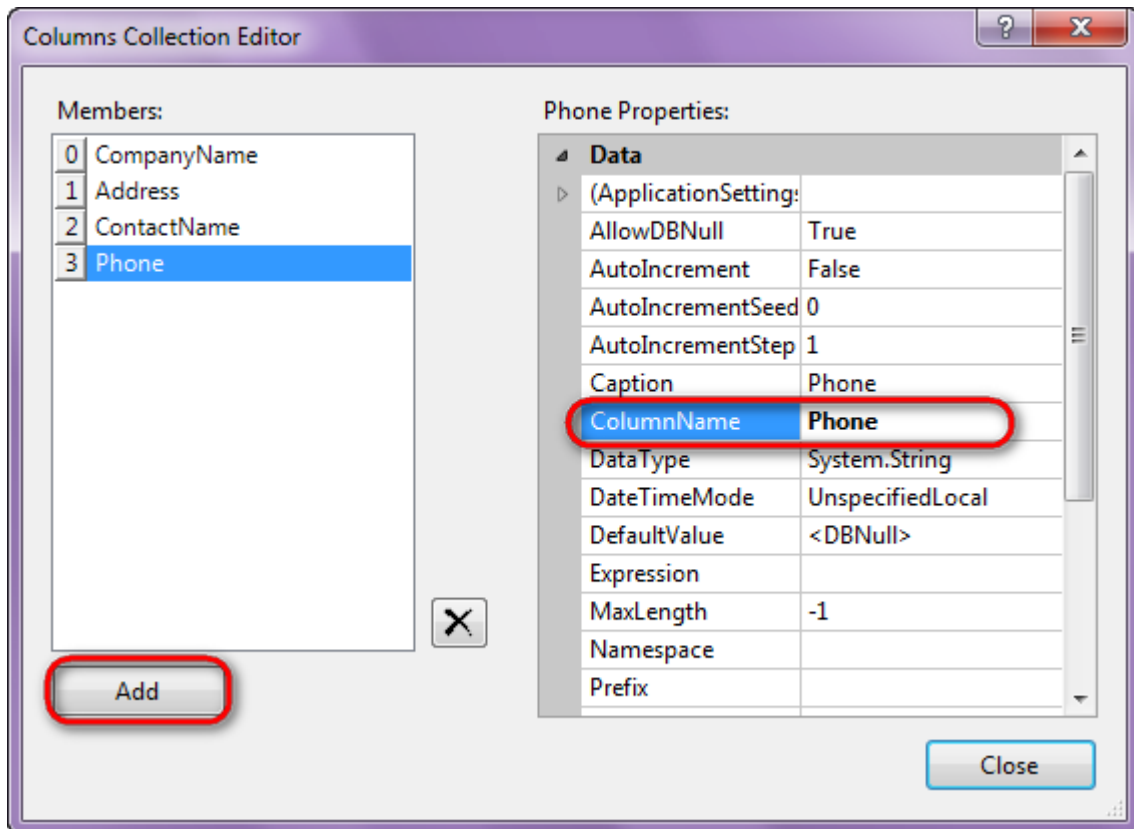 Columns Collection Editor
?
X
Members:
0 CompanyName
1 Address
2 ContactName
3 Phone
Add
Phone Properties:
Data
(ApplicationSettings
AllowDBNull True
AutoIncrement False
AutoIncrementSeed 0
AutoIncrementStep 1
Caption Phone
ColumnName Phone
DataType System.String
DateTimeMode UnspecifiedLocal
DefaultValue <DBNull>
Expression
MaxLength -1
Namespace
Prefix
Close